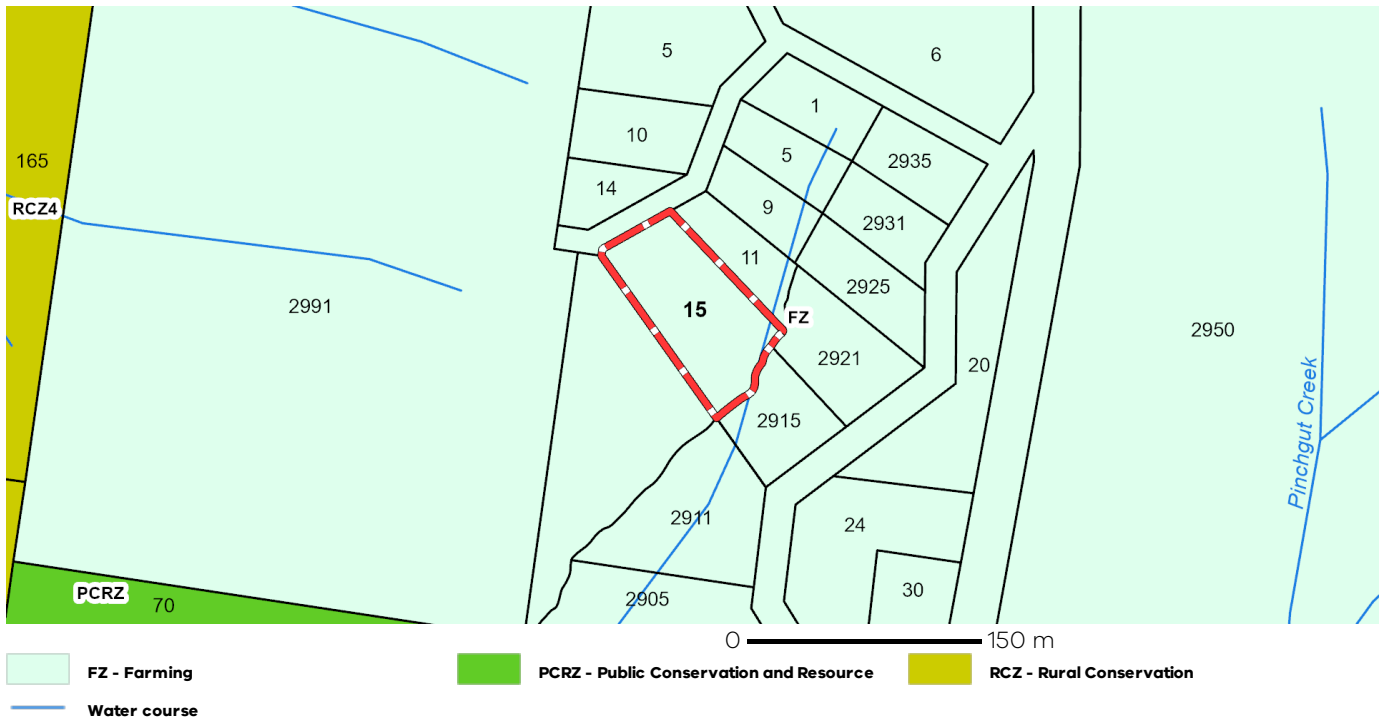 5
6
1
10
5
2935
165
14
9
2931
RCZ4
11
2925
2991
15
FZ
2950
2921
20
Pinchgut Creek
2915
2911
24
PCRZ
70
2905
30
0 150 m
FZ - Farming
PCRZ - Public Conservation and Resource
RCZ - Rural Conservation
Water course